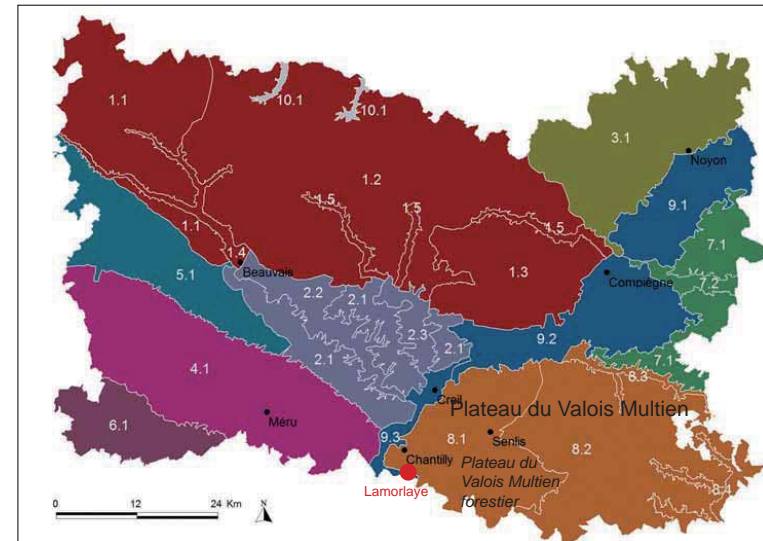 1.1
10.1
10.1
3.1
Noyon
1.2
9.1
1.5
1.5
1.5
7.1
1.1
1.4
Beauvais
1.3
Compiègne
7.2
5.1
2.2
2.1
2.3
2.1
2.1
9.2
7.1
4.1
8.3
Creil
Plateau du Valois Multien
6.1
Méru
9.3
8.1
Senlis
8.2
Chantilly
Plateau du
Valois Multien
forestier
Lamorlaye
8.1
0 12 24 Km
N